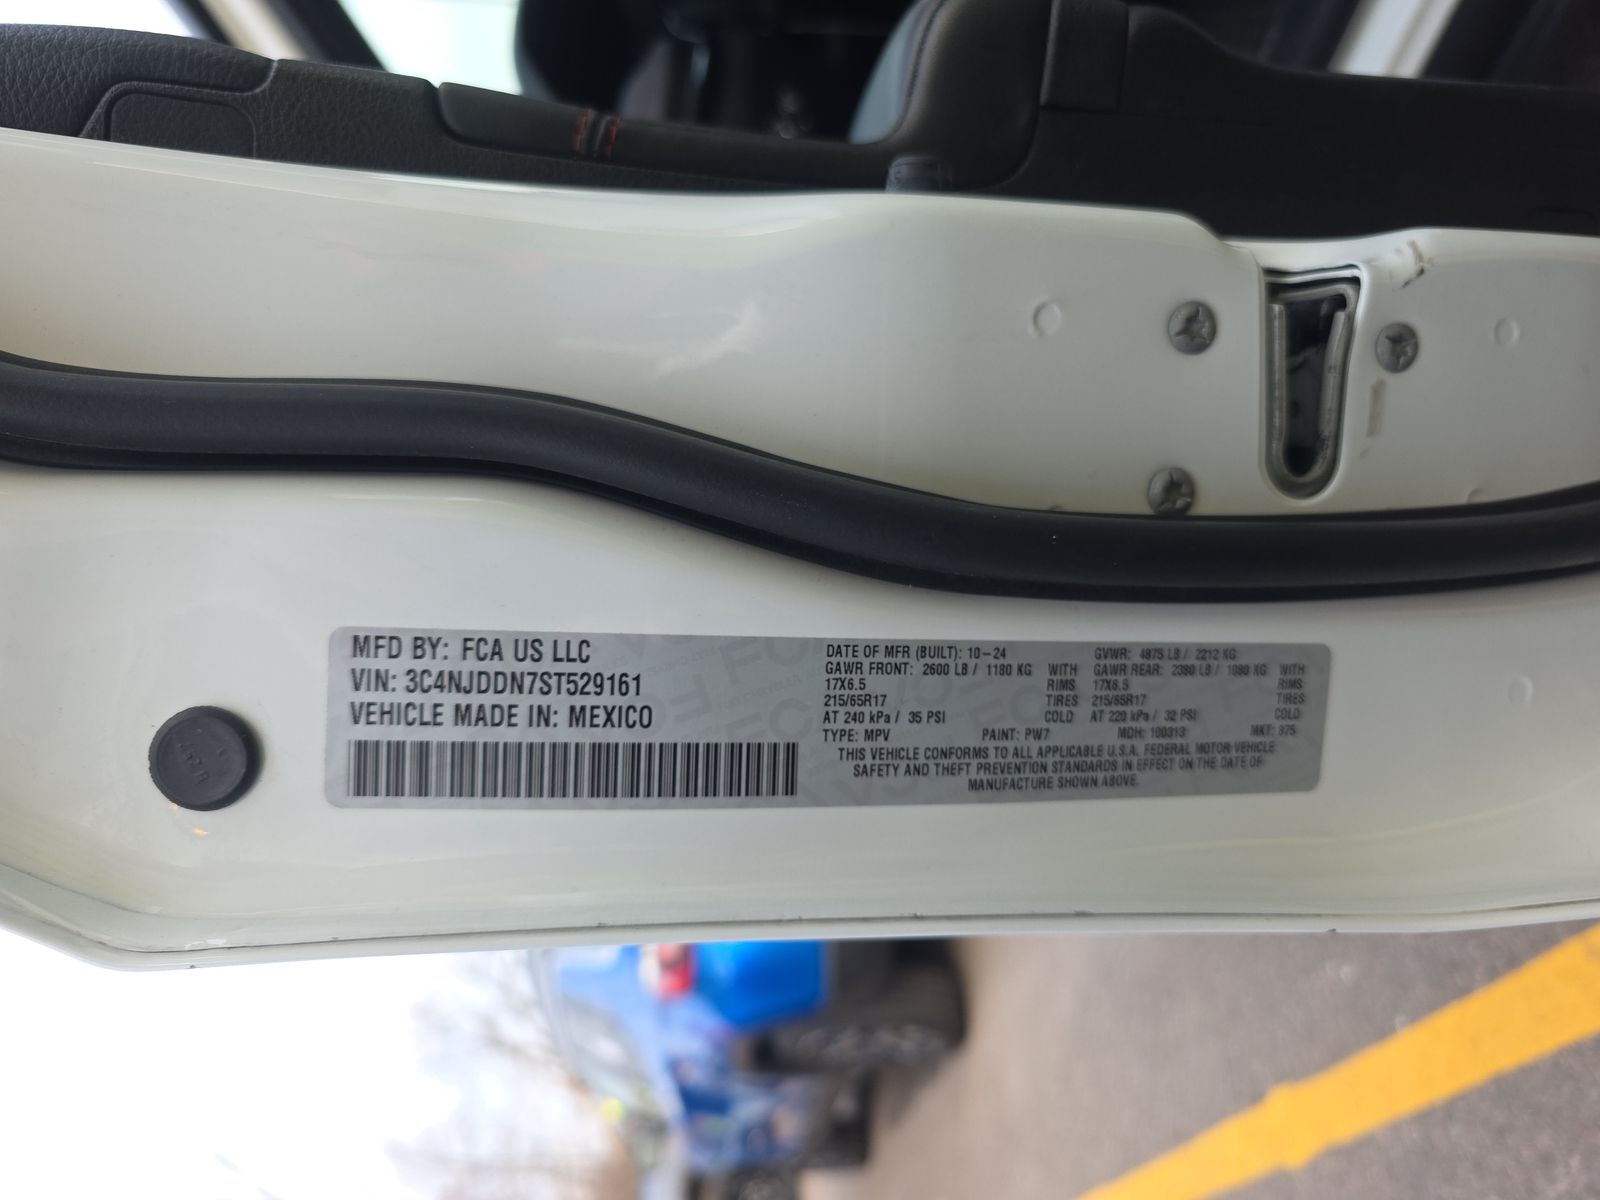 MFD BY: FCA US LLC
VIN: 3C4NJDDN7ST529161
VEHICLE MADE IN: MEXICO
DATE OF MFR (BUILT): 10-24 GVWR: 4875 LB / 2212 KG
GAWR FRONT: 2600 LB / 1180 KG WITH GAWR REAR: 2380 LB / 1080 KG WITH
17X6.5 RIMS 17X6.5 RIMS
215/65R17 TIRES 215/65R17 TIRES
AT 240 kPa / 35 PSI COLD AT 220 kPa / 32 PSI COLD
TYPE: MPV PAINT: PW7 MDH: 100313 MKT: 875
THIS VEHICLE CONFORMS TO ALL APPLICABLE U.S.A. FEDERAL MOTOR VEHICLE
SAFETY AND THEFT PREVENTION STANDARDS IN EFFECT ON THE DATE OF
MANUFACTURE SHOWN ABOVE.